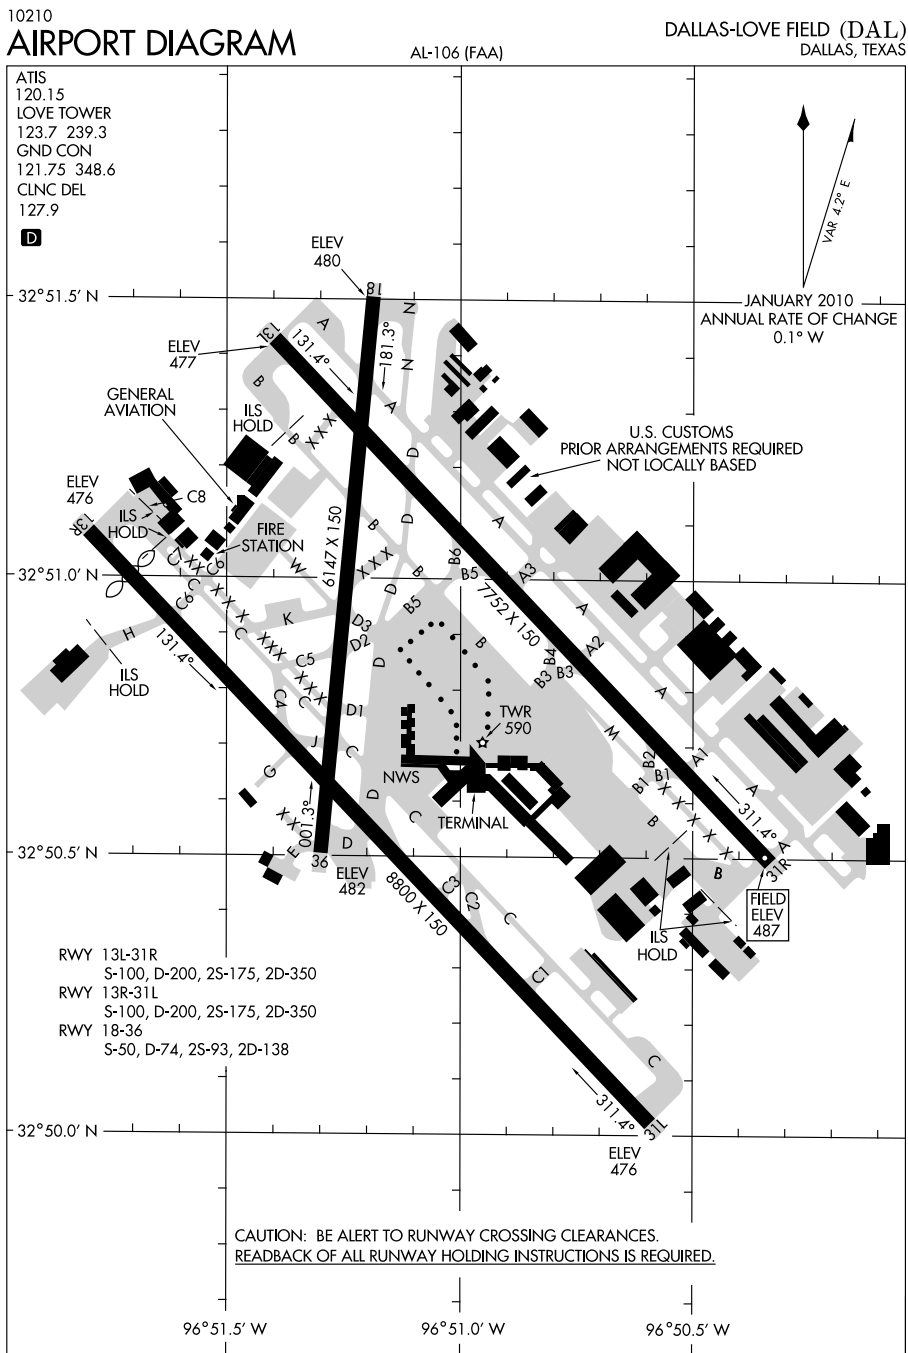 10210
AIRPORT DIAGRAM
AL-106 (FAA)
DALLAS-LOVE FIELD (DAL)
DALLAS, TEXAS
ATIS
120.15
LOVE TOWER
123.7 239.3
GND CON
121.75 348.6
CLNC DEL
127.9
D
VAR 4.2° E
JANUARY 2010
ANNUAL RATE OF CHANGE
0.1° W
ELEV
480
18
32°51.5' N
13L
ELEV
477
131.4°
181.3°
A
N
N
A
B
GENERAL
AVIATION
ILS
HOLD
B
X X X
D
U.S. CUSTOMS
PRIOR ARRANGEMENTS REQUIRED
NOT LOCALLY BASED
ELEV
476
13R
C8
ILS
HOLD
FIRE
STATION
6147 X 150
B
D
A
C7
X X
C
C6
C6
W
X X X
B
B6
B5
B5
A3
32°51.0' N
7752 X 150
X X X X
K
D
D3
D2
A
H
131.4°
C
X X X
C5
D
B
B4
B3
B3
A2
ILS
HOLD
C4
X X X
C
D1
A
TWR
590
M
J
C
G
NWS
B2
B1
B1
A1
A
D
TERMINAL
C
X X X X X X
311.4°
B
X X
001.3°
E
D
36
ELEV
482
32°50.5' N
8800 X 150
A
31R
B
FIELD
ELEV
487
C3
C2
C
ILS
HOLD
C1
RWY 13L-31R
S-100, D-200, 2S-175, 2D-350
RWY 13R-31L
S-100, D-200, 2S-175, 2D-350
RWY 18-36
S-50, D-74, 2S-93, 2D-138
C
311.4°
31L
32°50.0' N
ELEV
476
CAUTION: BE ALERT TO RUNWAY CROSSING CLEARANCES.
READBACK OF ALL RUNWAY HOLDING INSTRUCTIONS IS REQUIRED.
96°51.5' W
96°51.0' W
96°50.5' W